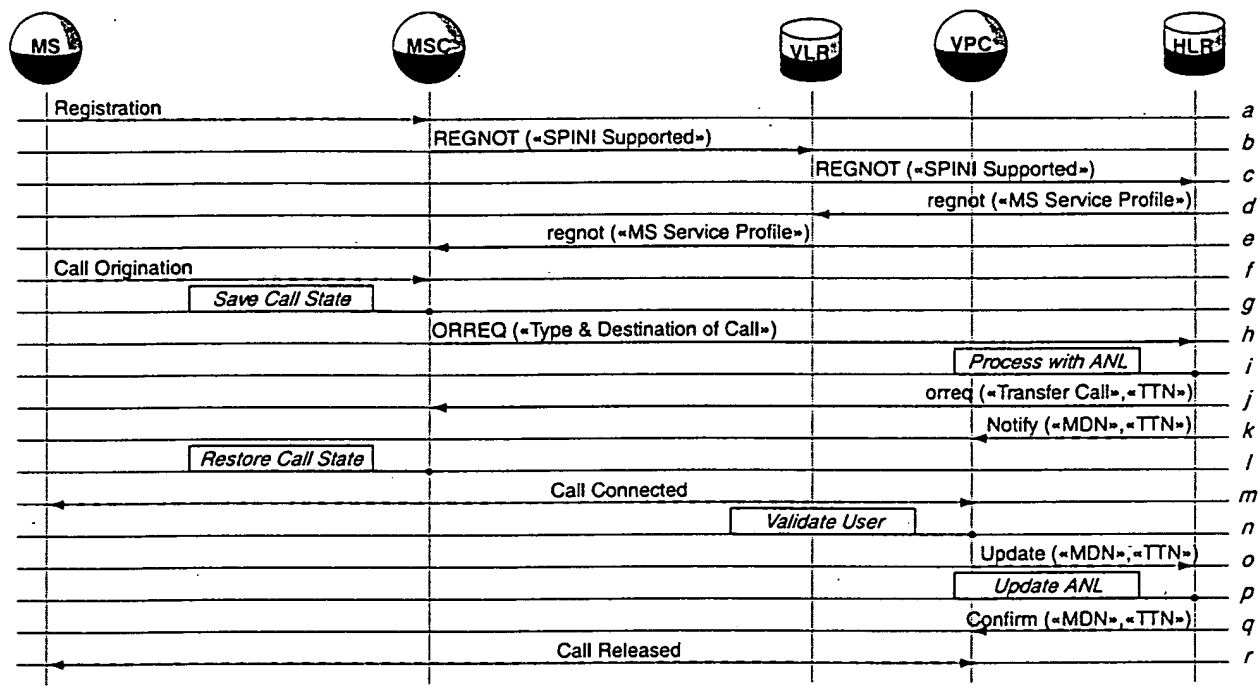 MS MSC VLR‡ VPC HLR‡
Registration a
REGNOT («SPINI Supported») b
REGNOT («SPINI Supported») c
regnot («MS Service Profile») d
regnot («MS Service Profile») e
Call Origination f
Save Call State g
ORREQ («Type & Destination of Call») h
Process with ANL i
orreq («Transfer Call»,«TTN») j
Notify («MDN»,«TTN») k
Restore Call State l
Call Connected m
Validate User n
Update («MDN»,«TTN») o
Update ANL p
Confirm («MDN»,«TTN») q
Call Released r